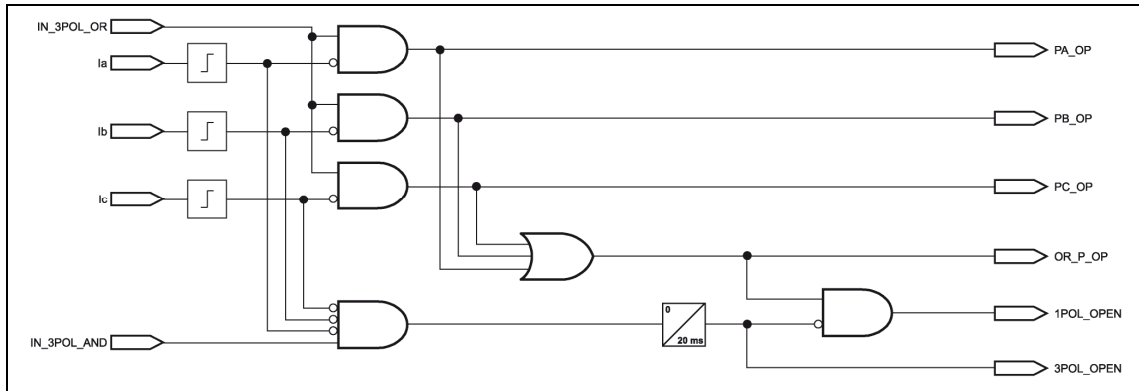 IN_3POL_OR
Ia
PA_OP
Ib
PB_OP
Ic
PC_OP
OR_P_OP
0
20 ms
1POL_OPEN
IN_3POL_AND
3POL_OPEN